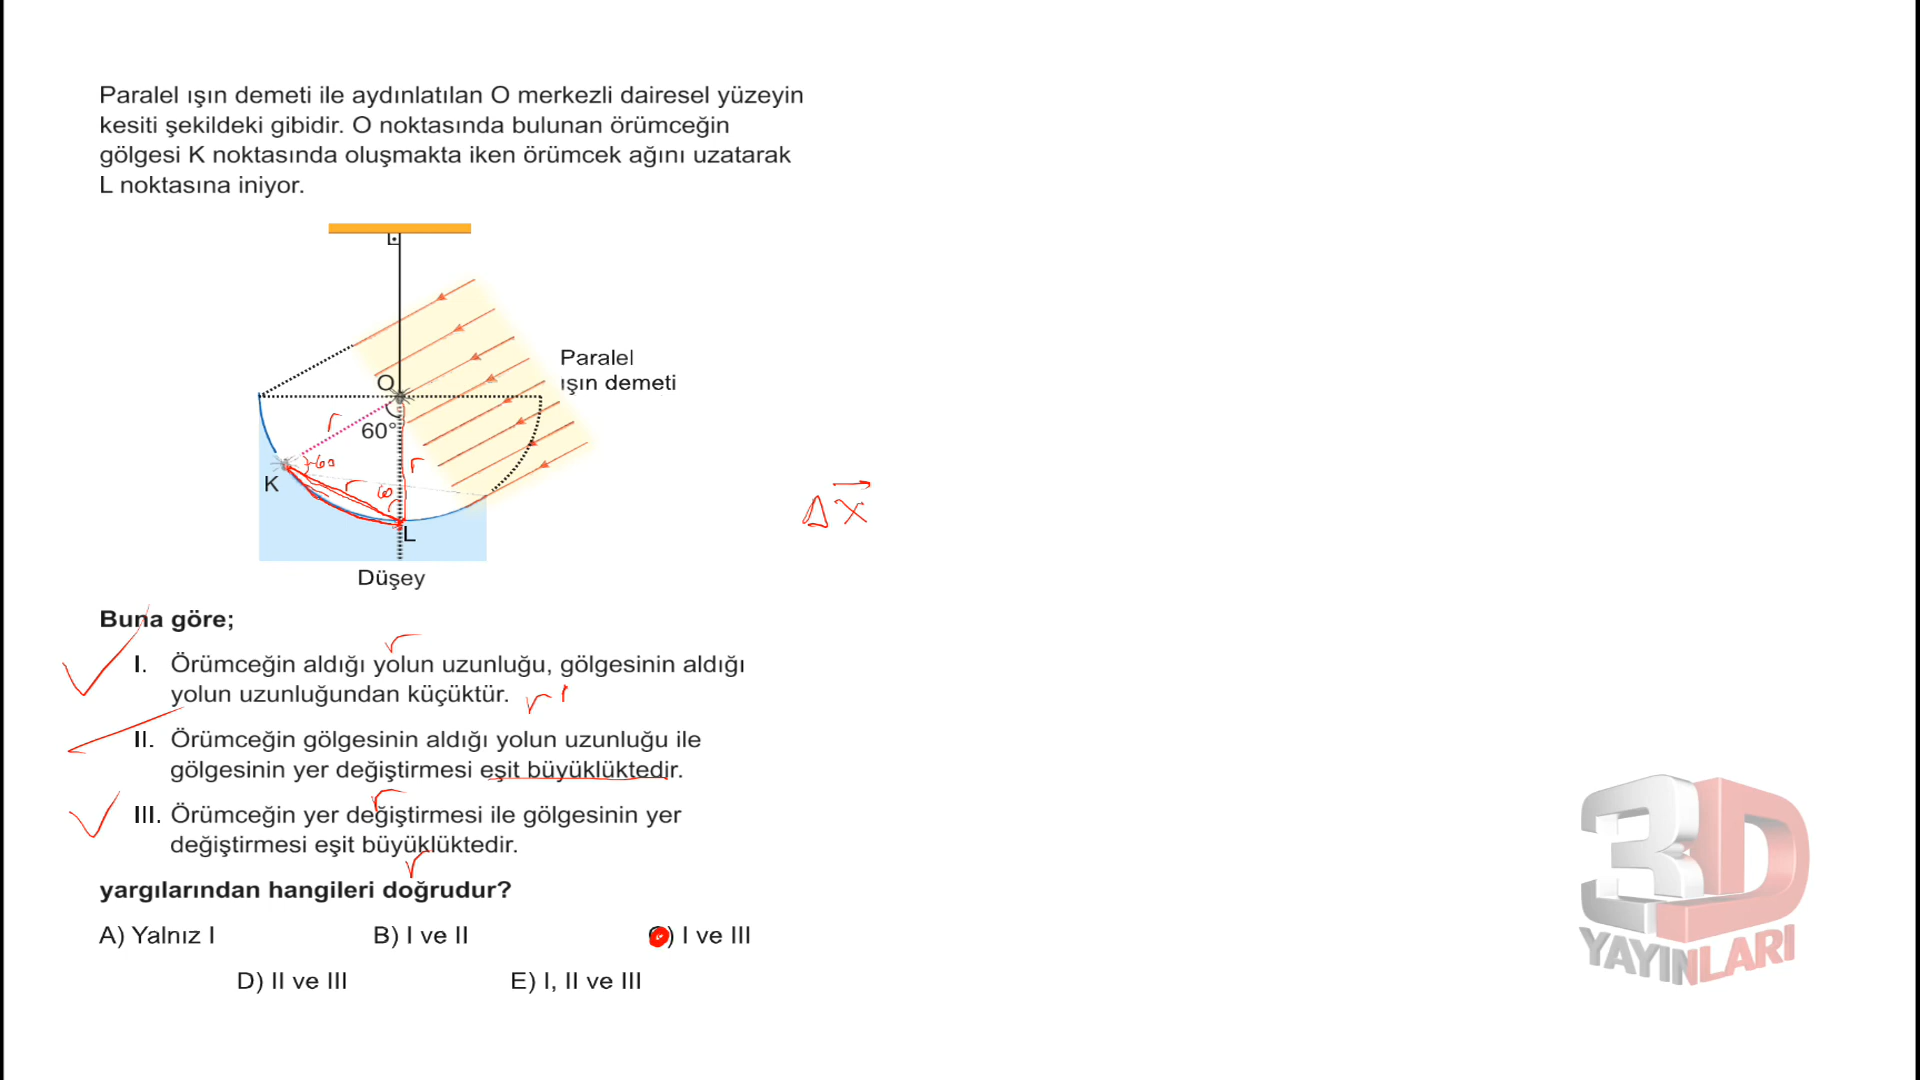 Paralel ışın demeti ile aydınlatılan O merkezli dairesel yüzeyin
kesiti şekildeki gibidir. O noktasında bulunan örümceğin
gölgesi K noktasında oluşmakta iken örümcek ağını uzatarak
L noktasına iniyor.
Paralel
ışın demeti
O
60°
r
r
60
r
60
K
L
Δx
Düşey
Buna göre;
r
I. Örümceğin aldığı yolun uzunluğu, gölgesinin aldığı
yolun uzunluğundan küçüktür.
r'
II. Örümceğin gölgesinin aldığı yolun uzunluğu ile
gölgesinin yer değiştirmesi eşit büyüklüktedir.
r
III. Örümceğin yer değiştirmesi ile gölgesinin yer
değiştirmesi eşit büyüklüktedir.
r
yargılarından hangileri doğrudur?
A) Yalnız I B) I ve II C) I ve III
D) II ve III E) I, II ve III
3D
YAYINLARI